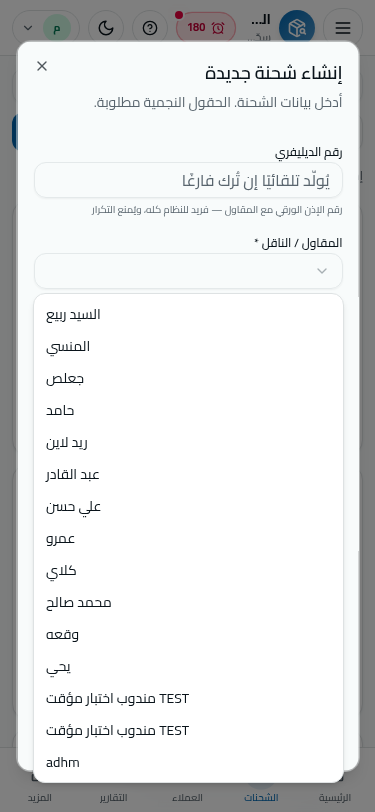 الـ...
180
م
إنشاء شحنة جديدة
أدخل بيانات الشحنة. الحقول النجمية مطلوبة.
رقم الديليفري
يُولّد تلقائيًا إن تُرك فارغًا
رقم الإذن الورقي مع المقاول — فريد للنظام كله، ويُمنع التكرار
المقاول / الناقل *
السيد ربيع
المنسي
جعلص
حامد
ريد لاين
عبد القادر
علي حسن
عمرو
كلاي
محمد صالح
وقعه
يحي
مندوب اختبار مؤقت TEST
مندوب اختبار مؤقت TEST
adhm
الرئيسية
الشحنات
العملاء
التقارير
المزيد